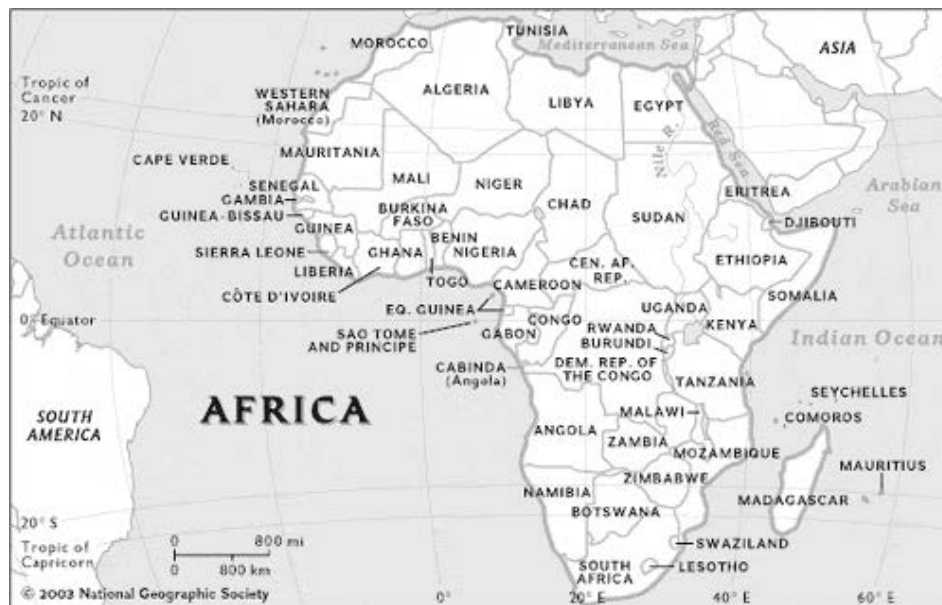 TUNISIA
MOROCCO
Mediterranean Sea
ASIA
Tropic of
Cancer
20° N
WESTERN
SAHARA
(Morocco)
ALGERIA
LIBYA
EGYPT
Nile R.
Red Sea
CAPE VERDE
MAURITANIA
MALI
NIGER
CHAD
SUDAN
ERITREA
Arabian
Sea
SENEGAL
GAMBIA
GUINEA-BISSAU
GUINEA
BURKINA
FASO
BENIN
NIGERIA
DJIBOUTI
Atlantic
Ocean
SIERRA LEONE
GHANA
LIBERIA
CÔTE D'IVOIRE
TOGO
CEN. AF.
REP.
ETHIOPIA
CAMEROON
SOMALIA
EQ. GUINEA
UGANDA
0° Equator
SAO TOME
AND PRINCIPE
GABON
CONGO
RWANDA
BURUNDI
KENYA
Indian Ocean
CABINDA
(Angola)
DEM. REP. OF
THE CONGO
TANZANIA
SEYCHELLES
SOUTH
AMERICA
AFRICA
ANGOLA
MALAWI
ZAMBIA
COMOROS
MOZAMBIQUE
MAURITIUS
ZIMBABWE
NAMIBIA
BOTSWANA
MADAGASCAR
20° S
Tropic of
Capricorn
0 800 mi
0 800 km
SWAZILAND
SOUTH
AFRICA
LESOTHO
© 2003 National Geographic Society
0° 20° E 40° E 60° E